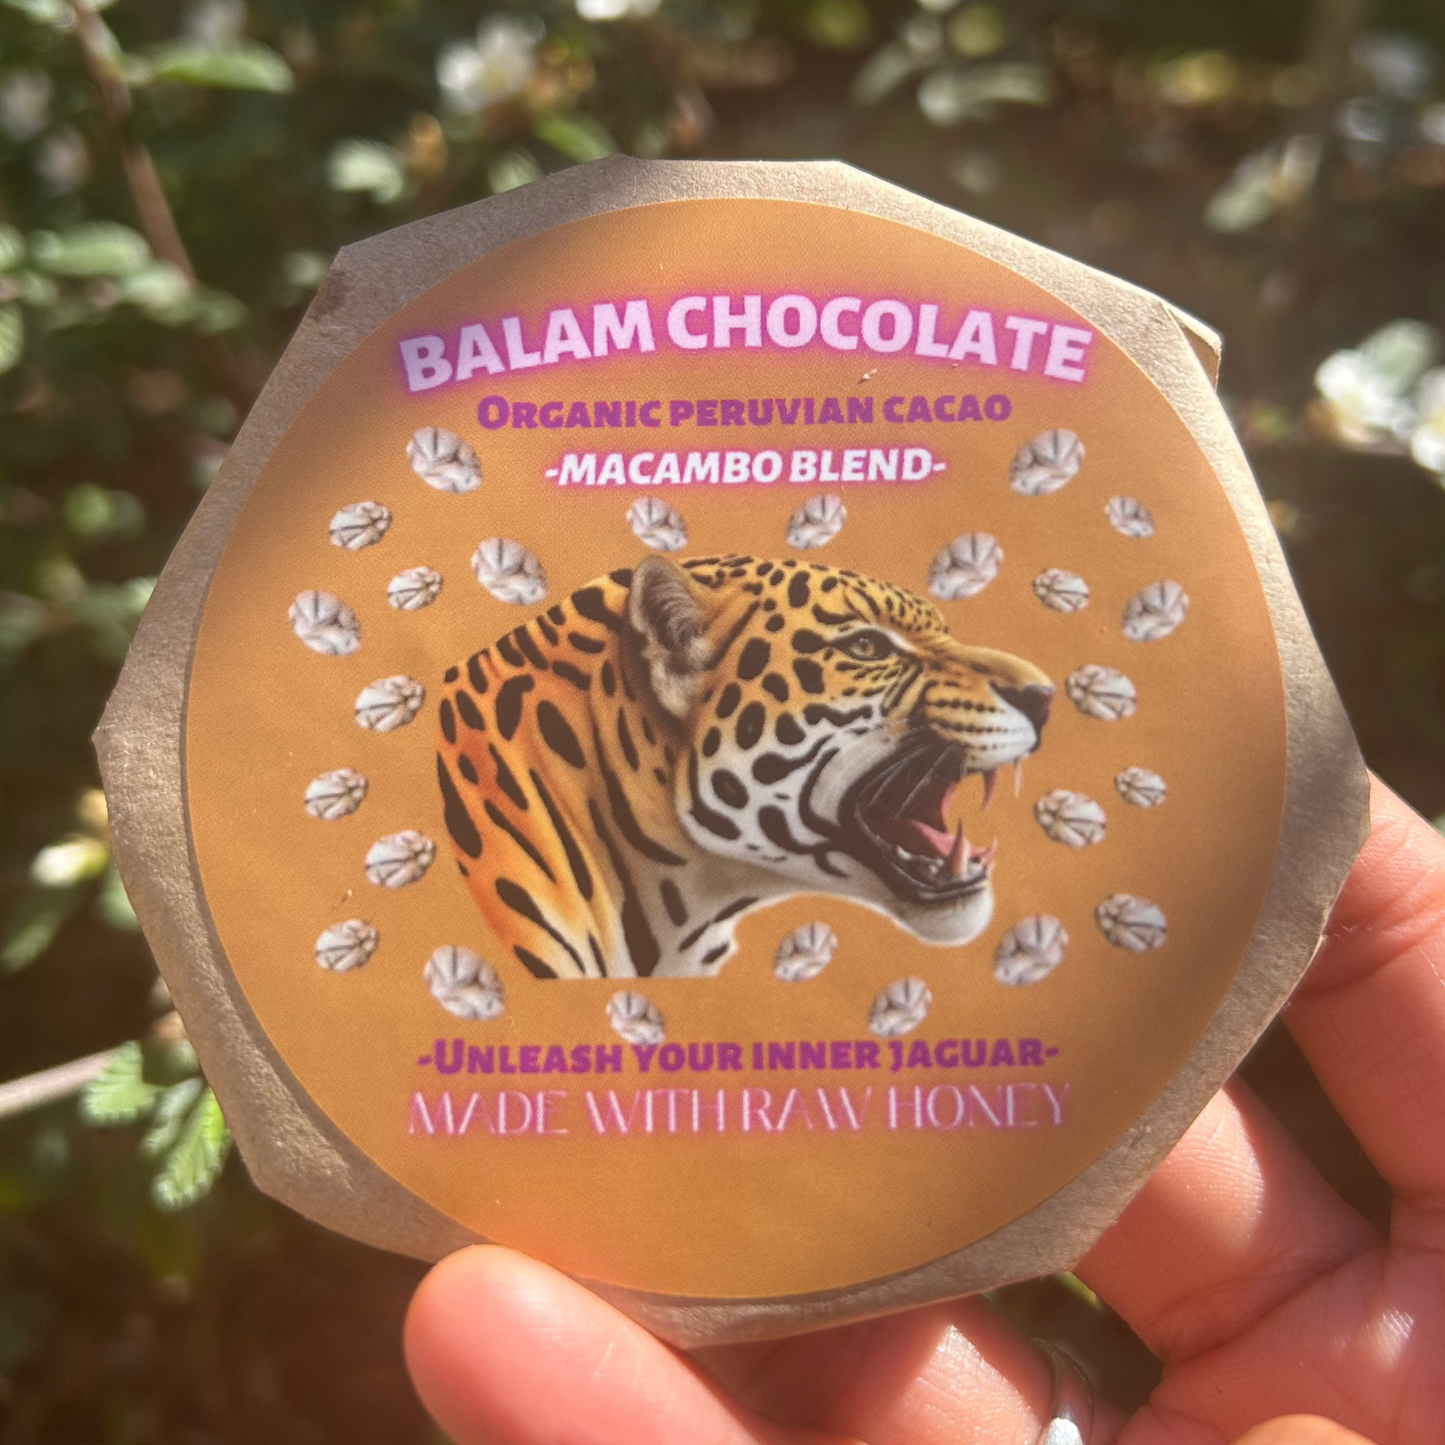 BALAM CHOCOLATE
ORGANIC PERUVIAN CACAO
-MACAMBO BLEND-
-UNLEASH YOUR INNER JAGUAR-
MADE WITH RAW HONEY